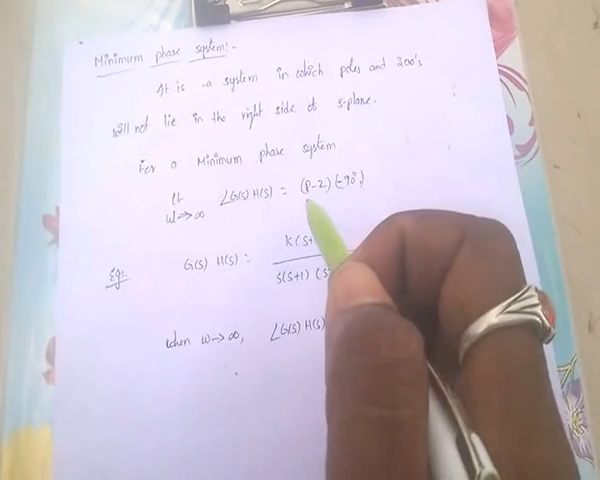 Minimum phase system:-
It is a system in which poles and zoo's
will not lie in the right side of s-plane.
For a Minimum phase system
lt ∠G(s) H(s) = (P-Z)(-90°)
ω→∞
K(s+
Eg: G(s) H(s) =
s(s+1) (s
when ω→∞, ∠G(s) H(s)